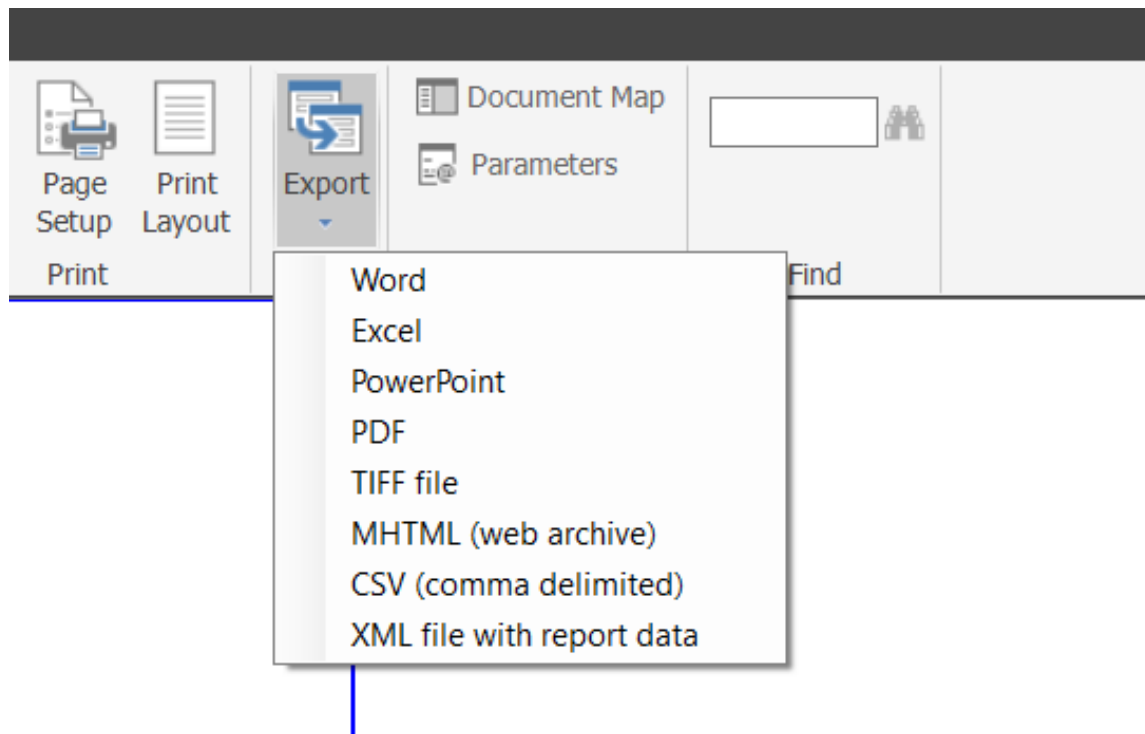 Document Map
Parameters
Page
Setup
Print
Layout
Export
Print
Find
Word
Excel
PowerPoint
PDF
TIFF file
MHTML (web archive)
CSV (comma delimited)
XML file with report data